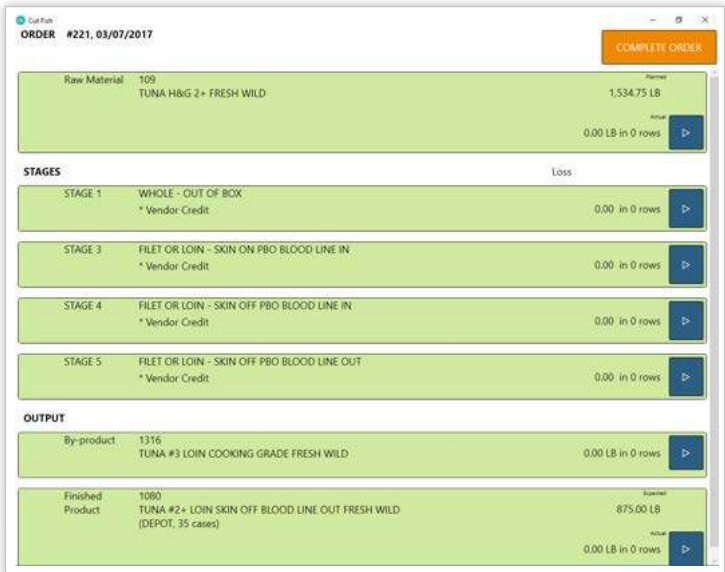 Cut Fish
ORDER #221, 03/07/2017
COMPLETE ORDER
Raw Material 109 Planned
TUNA H&G 2+ FRESH WILD 1,534.75 LB
Actual
0.00 LB in 0 rows
STAGES Loss
STAGE 1 WHOLE - OUT OF BOX
* Vendor Credit 0.00 in 0 rows
STAGE 3 FILET OR LOIN - SKIN ON PBO BLOOD LINE IN
* Vendor Credit 0.00 in 0 rows
STAGE 4 FILET OR LOIN - SKIN OFF PBO BLOOD LINE IN
* Vendor Credit 0.00 in 0 rows
STAGE 5 FILET OR LOIN - SKIN OFF PBO BLOOD LINE OUT
* Vendor Credit 0.00 in 0 rows
OUTPUT
By-product 1316
TUNA #3 LOIN COOKING GRADE FRESH WILD 0.00 LB in 0 rows
Finished 1080 Expected
Product TUNA #2+ LOIN SKIN OFF BLOOD LINE OUT FRESH WILD 875.00 LB
(DEPOT, 35 cases)
Actual
0.00 LB in 0 rows